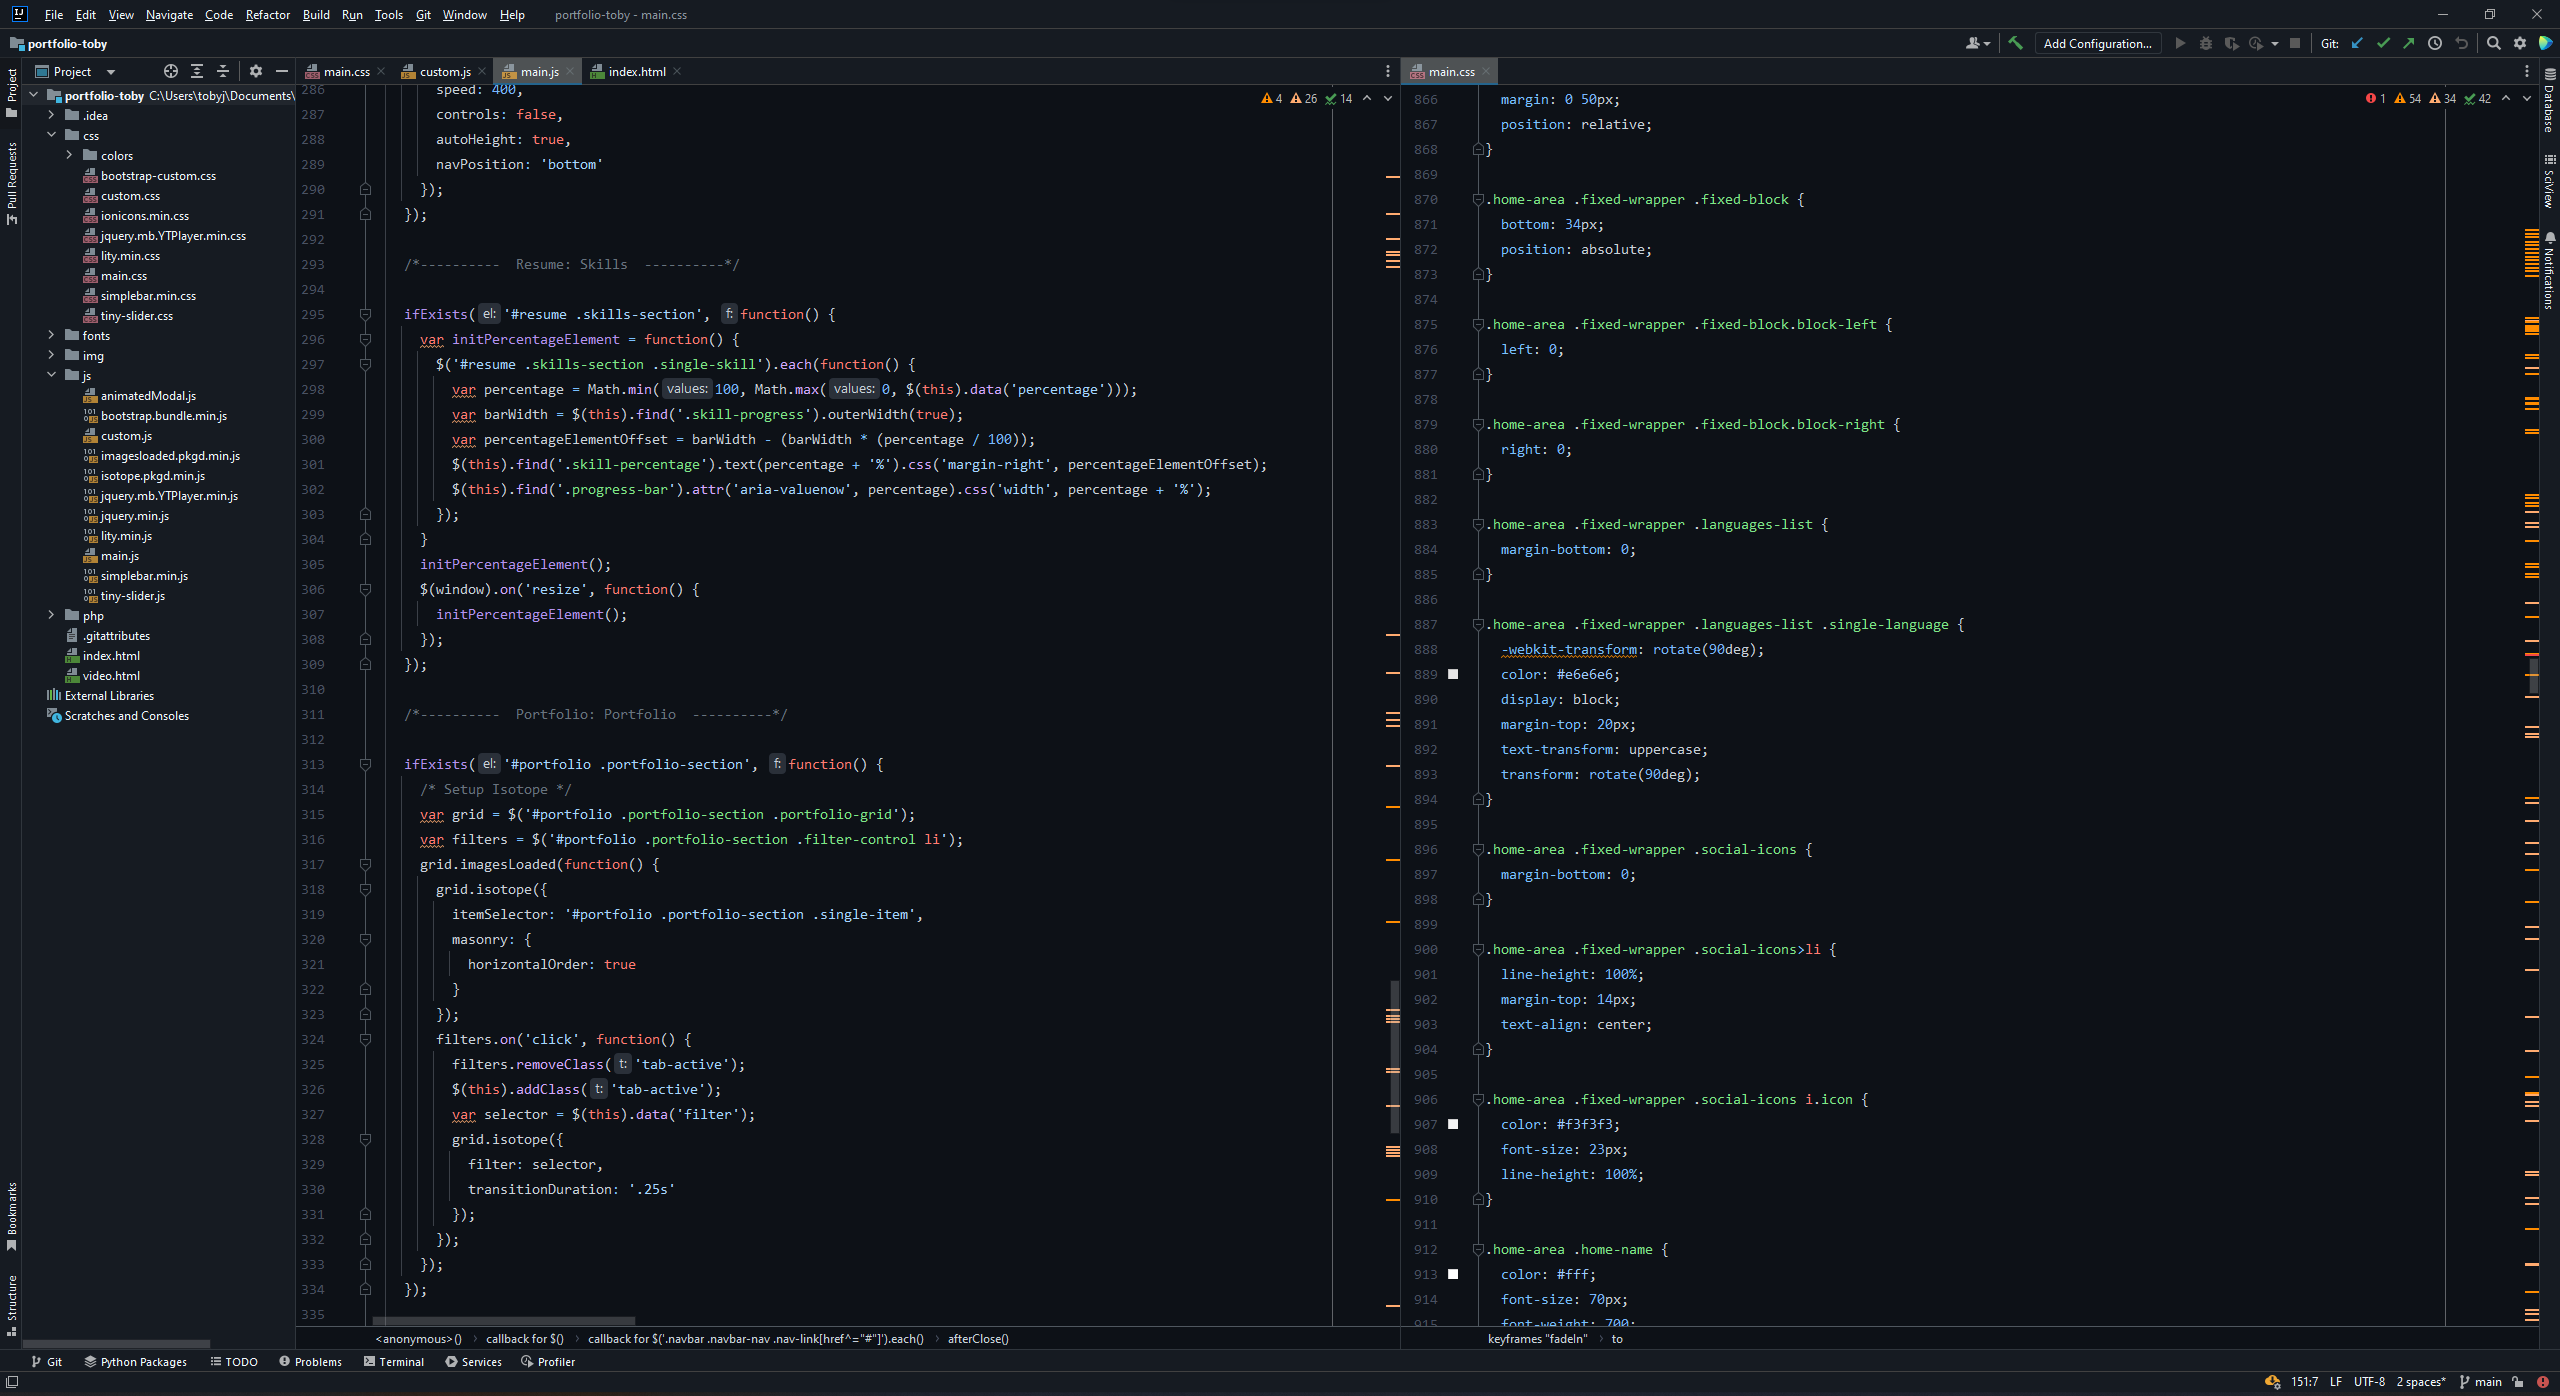 File Edit View Navigate Code Refactor Build Run Tools Git Window Help portfolio-toby - main.css
portfolio-toby
Add Configuration...
Git:
Project
main.css
custom.js
main.js
index.html
main.css
Project
Pull Requests
Bookmarks
Structure
Database
SciView
Notifications
portfolio-toby C:\Users\tobyj\Documents\
.idea
css
colors
bootstrap-custom.css
custom.css
ionicons.min.css
jquery.mb.YTPlayer.min.css
lity.min.css
main.css
simplebar.min.css
tiny-slider.css
fonts
img
js
animatedModal.js
bootstrap.bundle.min.js
custom.js
imagesloaded.pkgd.min.js
isotope.pkgd.min.js
jquery.mb.YTPlayer.min.js
jquery.min.js
lity.min.js
main.js
simplebar.min.js
tiny-slider.js
php
.gitattributes
index.html
video.html
External Libraries
Scratches and Consoles
4 26 14
286 speed: 400,
287 controls: false,
288 autoHeight: true,
289 navPosition: 'bottom'
290 });
291 });
292
293 /*---------- Resume: Skills ----------*/
294
295 ifExists( el: '#resume .skills-section', f: function() {
296 var initPercentageElement = function() {
297 $('#resume .skills-section .single-skill').each(function() {
298 var percentage = Math.min( values: 100, Math.max( values: 0, $(this).data('percentage')));
299 var barWidth = $(this).find('.skill-progress').outerWidth(true);
300 var percentageElementOffset = barWidth - (barWidth * (percentage / 100));
301 $(this).find('.skill-percentage').text(percentage + '%').css('margin-right', percentageElementOffset);
302 $(this).find('.progress-bar').attr('aria-valuenow', percentage).css('width', percentage + '%');
303 });
304 }
305 initPercentageElement();
306 $(window).on('resize', function() {
307 initPercentageElement();
308 });
309 });
310
311 /*---------- Portfolio: Portfolio ----------*/
312
313 ifExists( el: '#portfolio .portfolio-section', f: function() {
314 /* Setup Isotope */
315 var grid = $('#portfolio .portfolio-section .portfolio-grid');
316 var filters = $('#portfolio .portfolio-section .filter-control li');
317 grid.imagesLoaded(function() {
318 grid.isotope({
319 itemSelector: '#portfolio .portfolio-section .single-item',
320 masonry: {
321 horizontalOrder: true
322 }
323 });
324 filters.on('click', function() {
325 filters.removeClass( t: 'tab-active');
326 $(this).addClass( t: 'tab-active');
327 var selector = $(this).data('filter');
328 grid.isotope({
329 filter: selector,
330 transitionDuration: '.25s'
331 });
332 });
333 });
334 });
335
<anonymous>() callback for $() callback for $('.navbar .navbar-nav .nav-link[href^="#"]').each() afterClose()
1 54 34 42
866 margin: 0 50px;
867 position: relative;
868 }
869
870 .home-area .fixed-wrapper .fixed-block {
871 bottom: 34px;
872 position: absolute;
873 }
874
875 .home-area .fixed-wrapper .fixed-block.block-left {
876 left: 0;
877 }
878
879 .home-area .fixed-wrapper .fixed-block.block-right {
880 right: 0;
881 }
882
883 .home-area .fixed-wrapper .languages-list {
884 margin-bottom: 0;
885 }
886
887 .home-area .fixed-wrapper .languages-list .single-language {
888 -webkit-transform: rotate(90deg);
889 color: #e6e6e6;
890 display: block;
891 margin-top: 20px;
892 text-transform: uppercase;
893 transform: rotate(90deg);
894 }
895
896 .home-area .fixed-wrapper .social-icons {
897 margin-bottom: 0;
898 }
899
900 .home-area .fixed-wrapper .social-icons>li {
901 line-height: 100%;
902 margin-top: 14px;
903 text-align: center;
904 }
905
906 .home-area .fixed-wrapper .social-icons i.icon {
907 color: #f3f3f3;
908 font-size: 23px;
909 line-height: 100%;
910 }
911
912 .home-area .home-name {
913 color: #fff;
914 font-size: 70px;
915 font-weight: 700;
keyframes "fadeIn" to
Git Python Packages TODO Problems Terminal Services Profiler
151:7 LF UTF-8 2 spaces* main